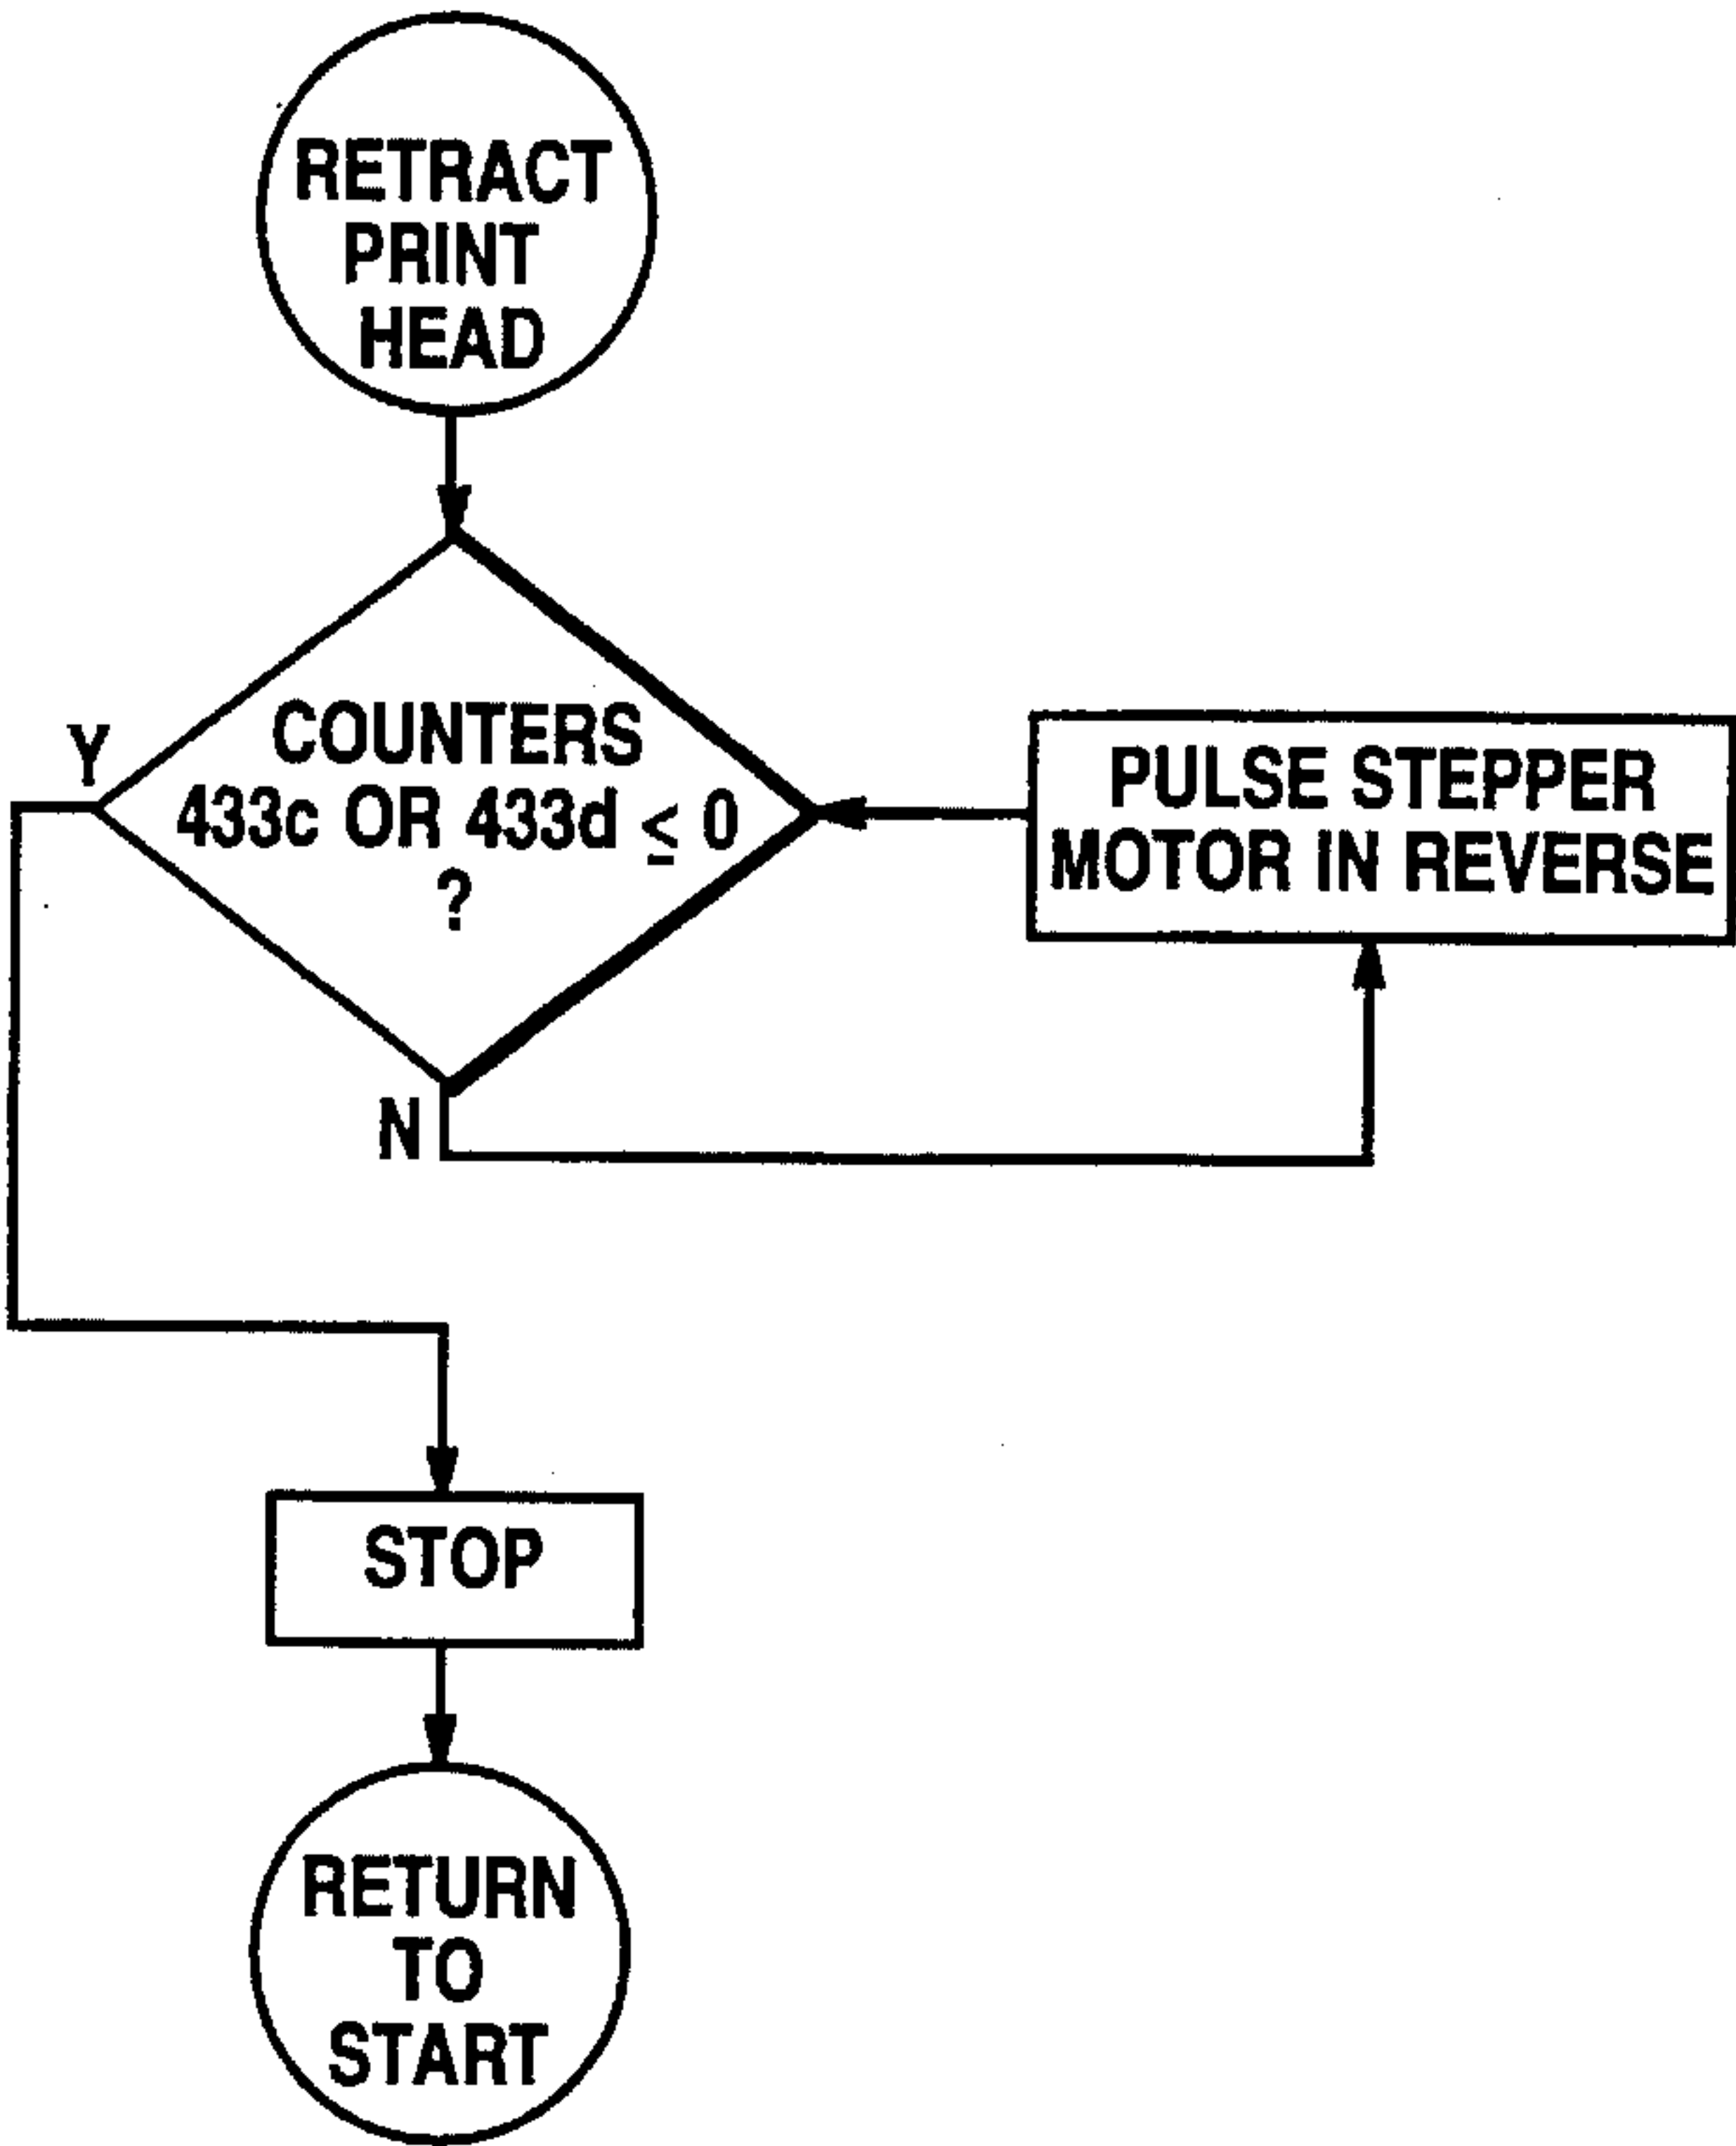 RETRACT
PRINT
HEAD
COUNTERS
433c OR 433d ≤ 0
?
Y
PULSE STEPPER
MOTOR IN REVERSE
N
STOP
RETURN
TO
START